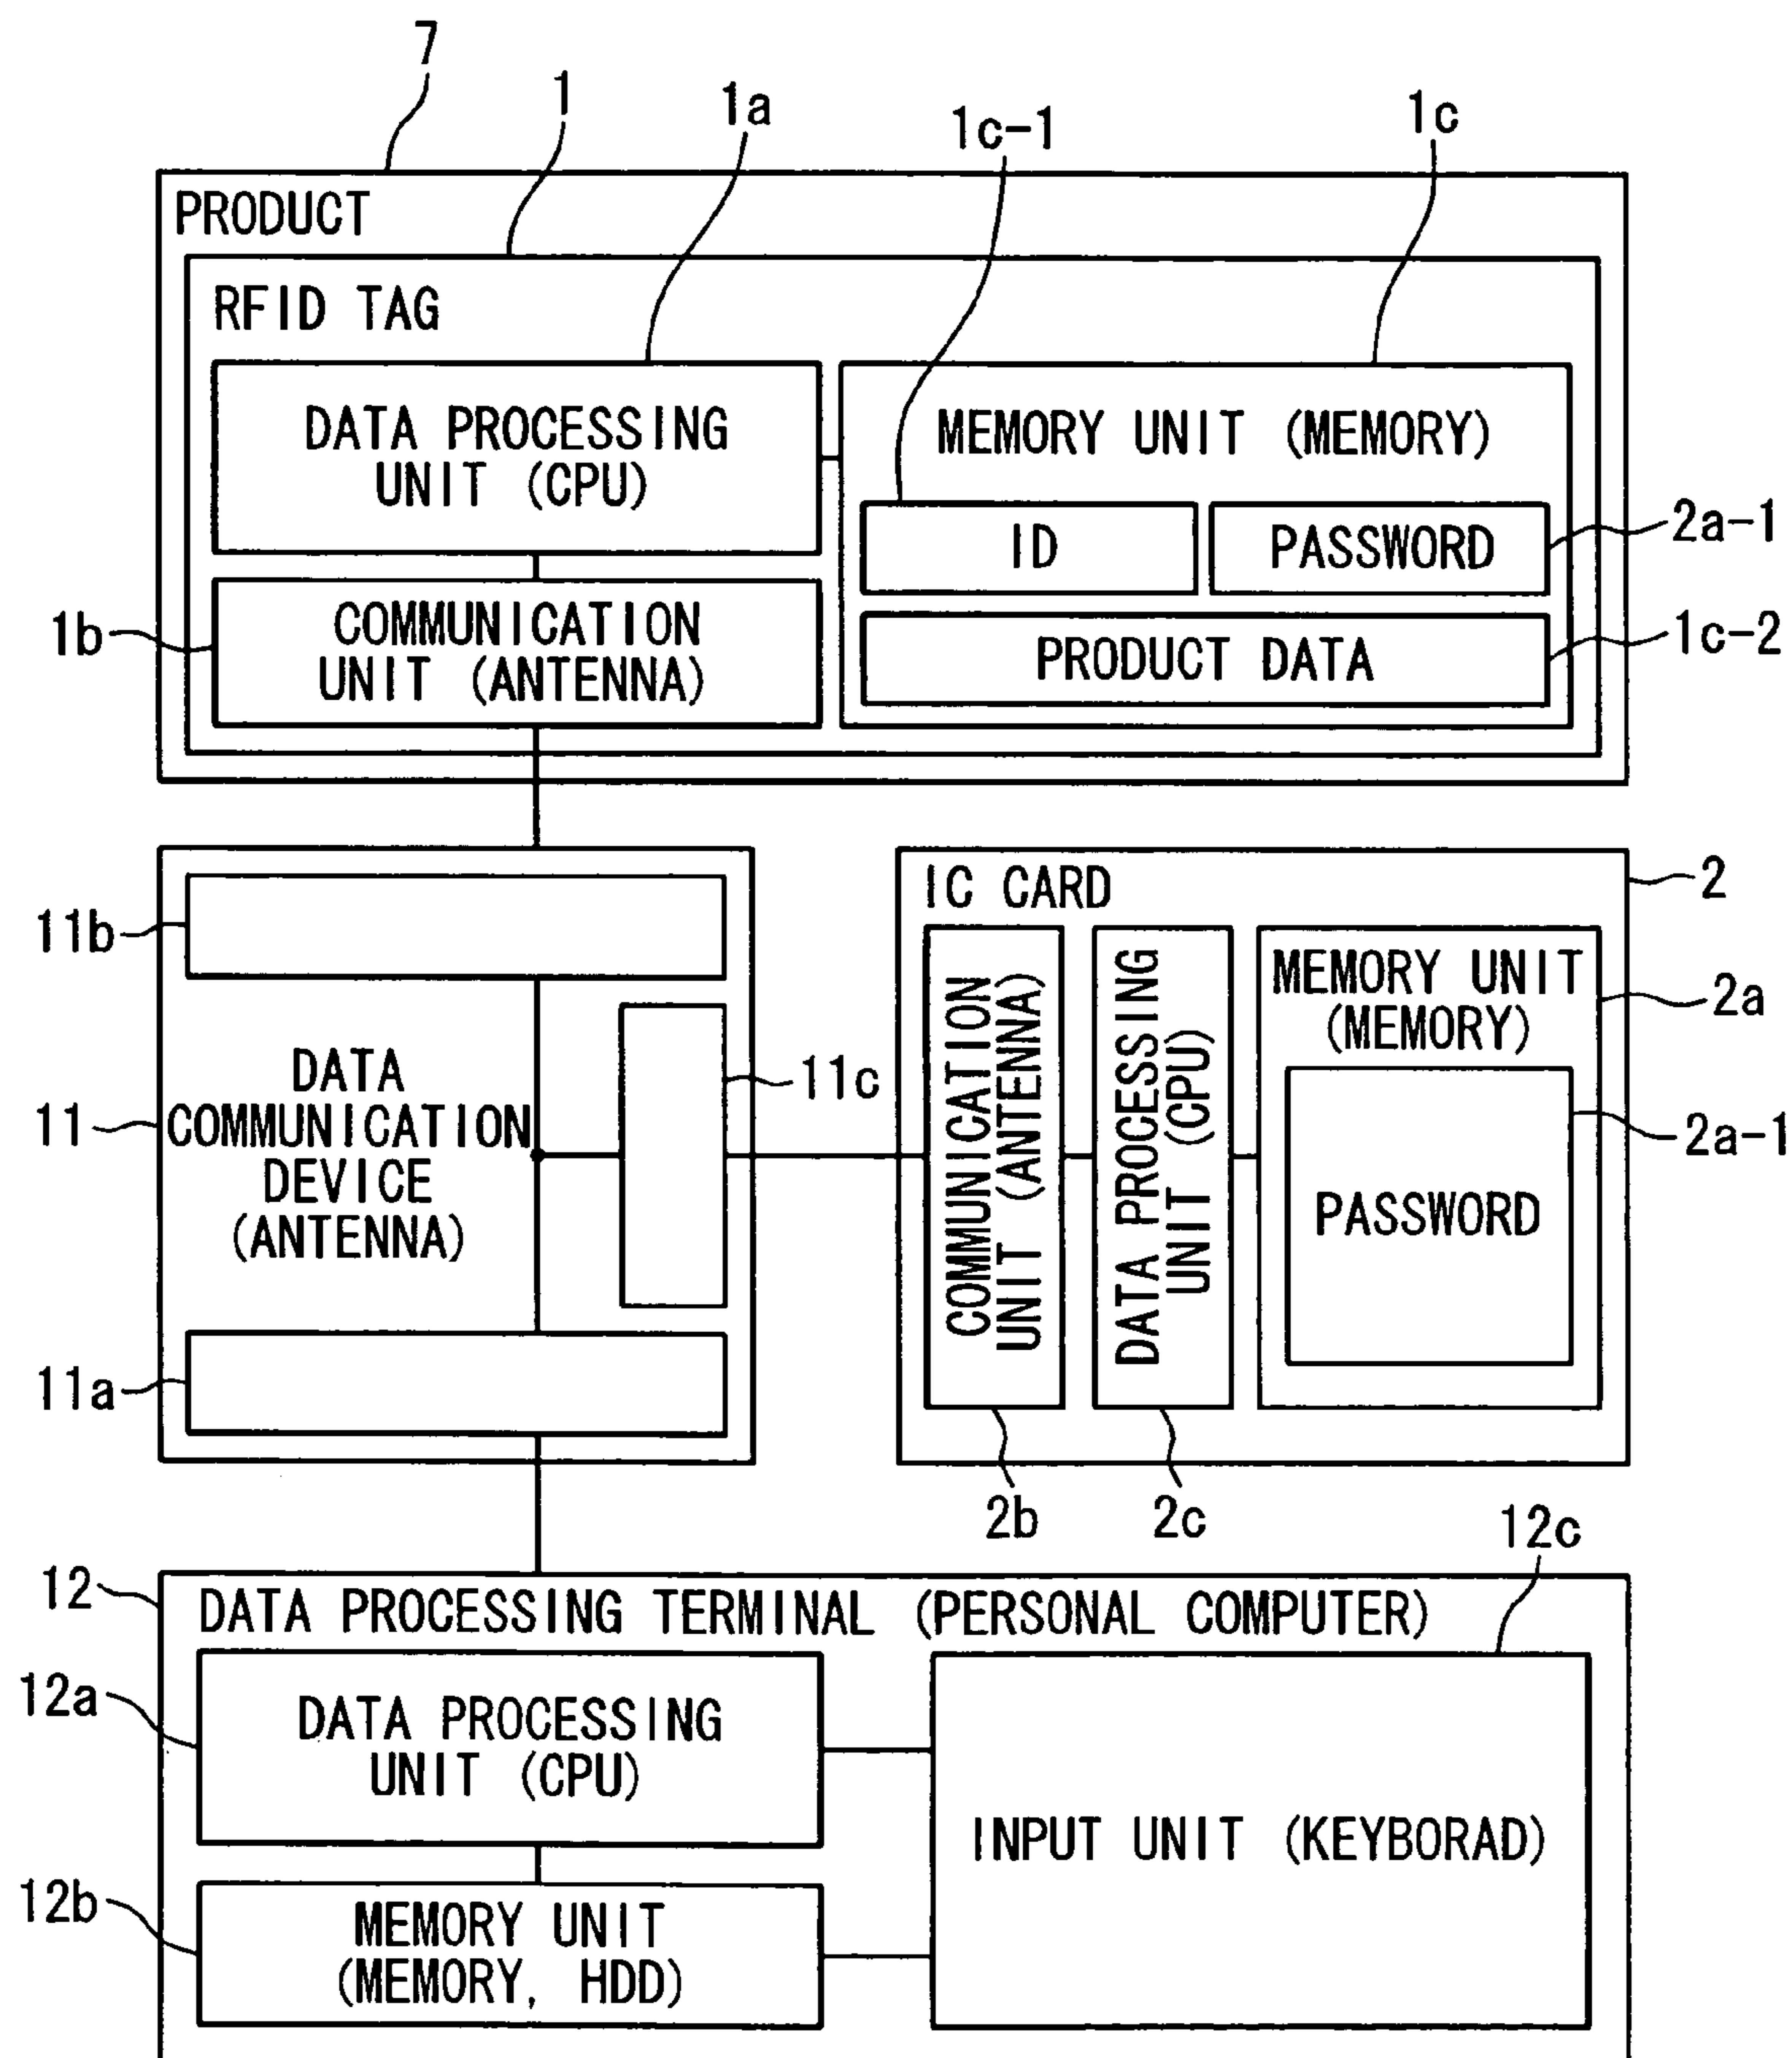 7
1
1a
1c-1
1c
PRODUCT
RFID TAG
DATA PROCESSING
UNIT (CPU)
MEMORY UNIT (MEMORY)
ID
PASSWORD
2a-1
1b
COMMUNICATION
UNIT (ANTENNA)
PRODUCT DATA
1c-2
11b
11
DATA
COMMUNICATION
DEVICE
(ANTENNA)
11c
11a
IC CARD
2
COMMUNICATION
UNIT (ANTENNA)
DATA PROCESSING
UNIT (CPU)
MEMORY UNIT
(MEMORY)
2a
PASSWORD
2a-1
2b
2c
12
DATA PROCESSING TERMINAL (PERSONAL COMPUTER)
12c
12a
DATA PROCESSING
UNIT (CPU)
INPUT UNIT (KEYBORAD)
12b
MEMORY UNIT
(MEMORY, HDD)